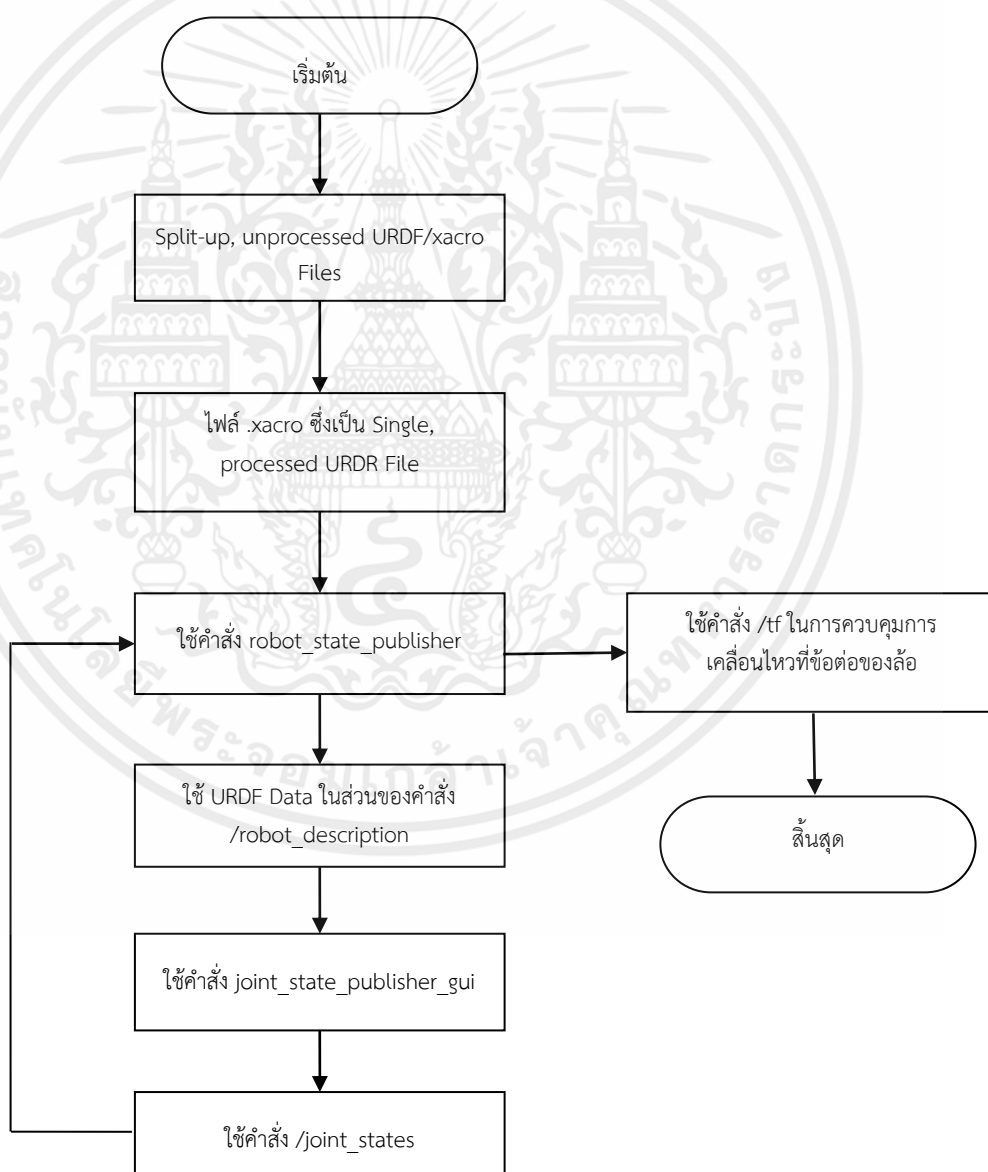 เริ่มต้น
Split-up, unprocessed URDF/xacro
Files
ไฟล์ .xacro ซึ่งเป็น Single,
processed URDR File
ใช้คำสั่ง robot_state_publisher
ใช้คำสั่ง /tf ในการควบคุมการ
เคลื่อนไหวที่ข้อต่อของล้อ
ใช้ URDF Data ในส่วนของคำสั่ง
/robot_description
สิ้นสุด
ใช้คำสั่ง joint_state_publisher_gui
ใช้คำสั่ง /joint_states